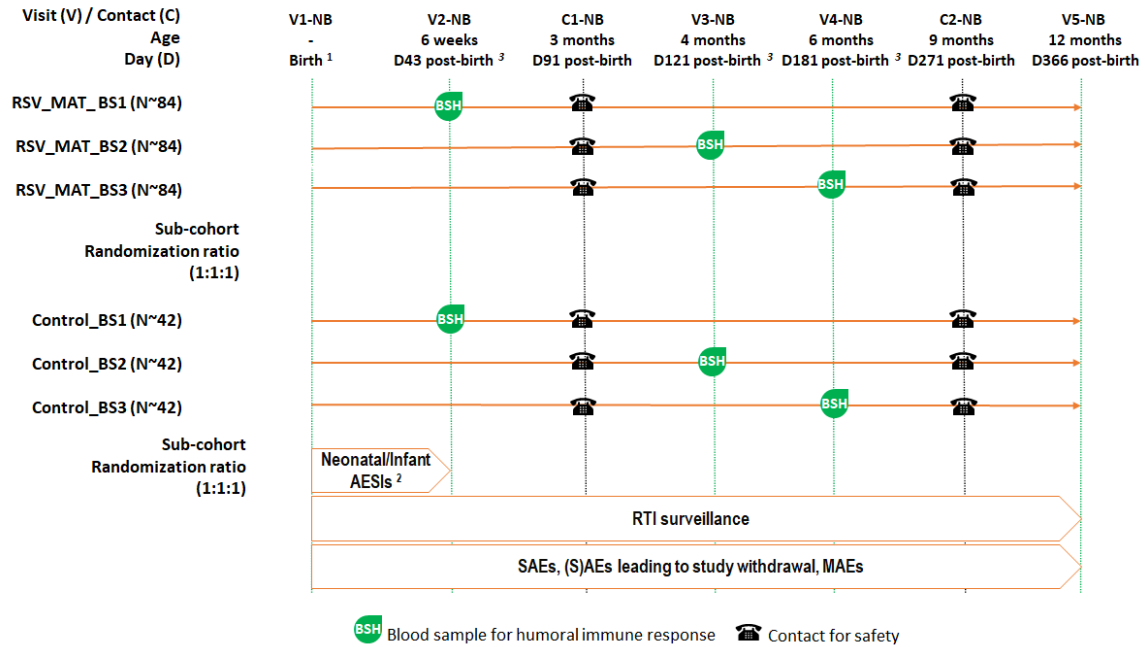 Visit (V) / Contact (C)
Age
Day (D)
V1-NB
-
Birth 1
V2-NB
6 weeks
D43 post-birth 3
C1-NB
3 months
D91 post-birth
V3-NB
4 months
D121 post-birth 3
V4-NB
6 months
D181 post-birth 3
C2-NB
9 months
D271 post-birth
V5-NB
12 months
D366 post-birth
RSV_MAT_ BS1 (N~84)
BSH
RSV_MAT_BS2 (N~84)
BSH
RSV_MAT_BS3 (N~84)
BSH
Sub-cohort
Randomization ratio
(1:1:1)
Control_BS1 (N~42)
BSH
Control_BS2 (N~42)
BSH
Control_BS3 (N~42)
BSH
Sub-cohort
Randomization ratio
(1:1:1)
Neonatal/Infant
AESIs 2
RTI surveillance
SAEs, (S)AEs leading to study withdrawal, MAEs
BSH Blood sample for humoral immune response
Contact for safety